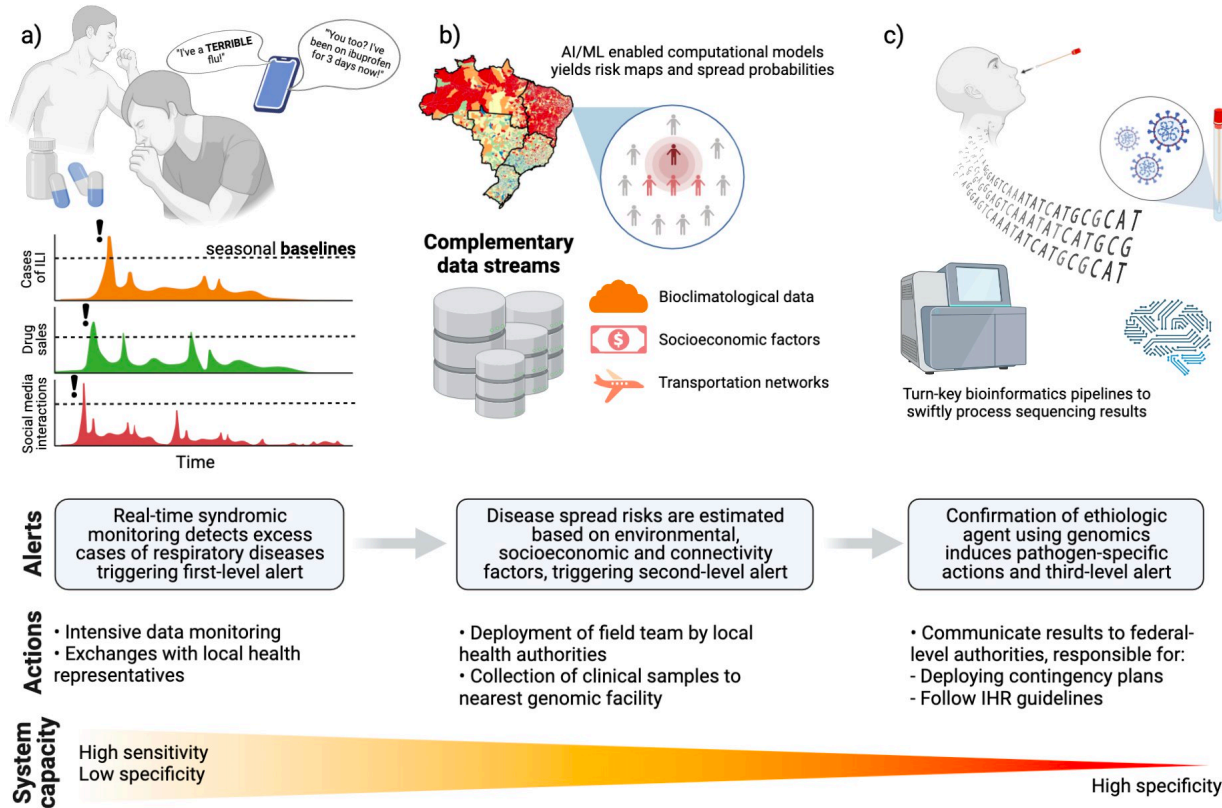 a)
"I've a TERRIBLE
flu!"
"You too? I've
been on ibuprofen
for 3 days now!"
seasonal baselines
Cases
of ILI
Drug
sales
Social media
interactions
!
!
!
Time
b)
AI/ML enabled computational models
yields risk maps and spread probabilities
Complementary
data streams
Bioclimatological data
$
Socioeconomic factors
Transportation networks
c)
GGAGTCAAATATCATGCGCAT
GGGAGTCAAATATCATGCG
AGGGAGTCAAATATCATGCGCAT
Turn-key bioinformatics pipelines to
swiftly process sequencing results
Alerts
Real-time syndromic
monitoring detects excess
cases of respiratory diseases
triggering first-level alert
Disease spread risks are estimated
based on environmental,
socioeconomic and connectivity
factors, triggering second-level alert
Confirmation of ethiologic
agent using genomics
induces pathogen-specific
actions and third-level alert
Actions
• Intensive data monitoring
• Exchanges with local health
representatives
• Deployment of field team by local
health authorities
• Collection of clinical samples to
nearest genomic facility
• Communicate results to federal-
level authorities, responsible for:
- Deploying contingency plans
- Follow IHR guidelines
System
capacity
High sensitivity
Low specificity
High specificity